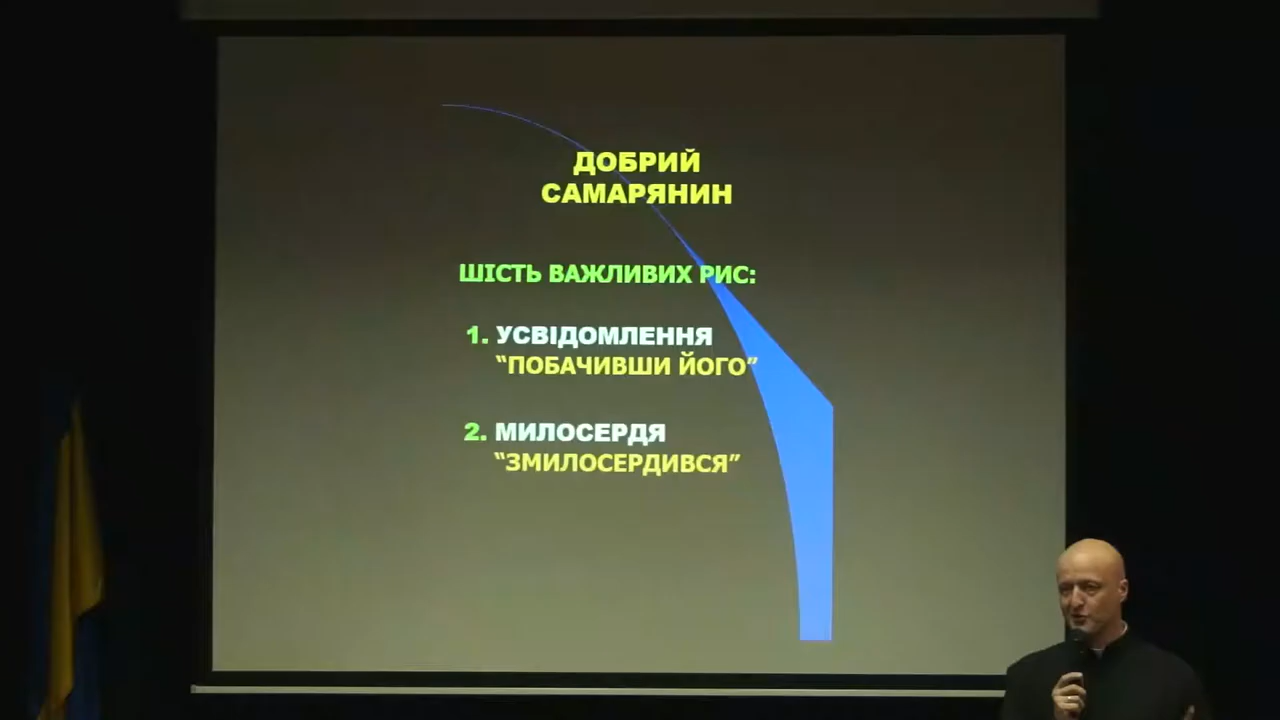 ДОБРИЙ
САМАРЯНИН
ШІСТЬ ВАЖЛИВИХ РИС:
1. УСВІДОМЛЕННЯ
“ПОБАЧИВШИ ЙОГО”
2. МИЛОСЕРДЯ
“ЗМИЛОСЕРДИВСЯ”